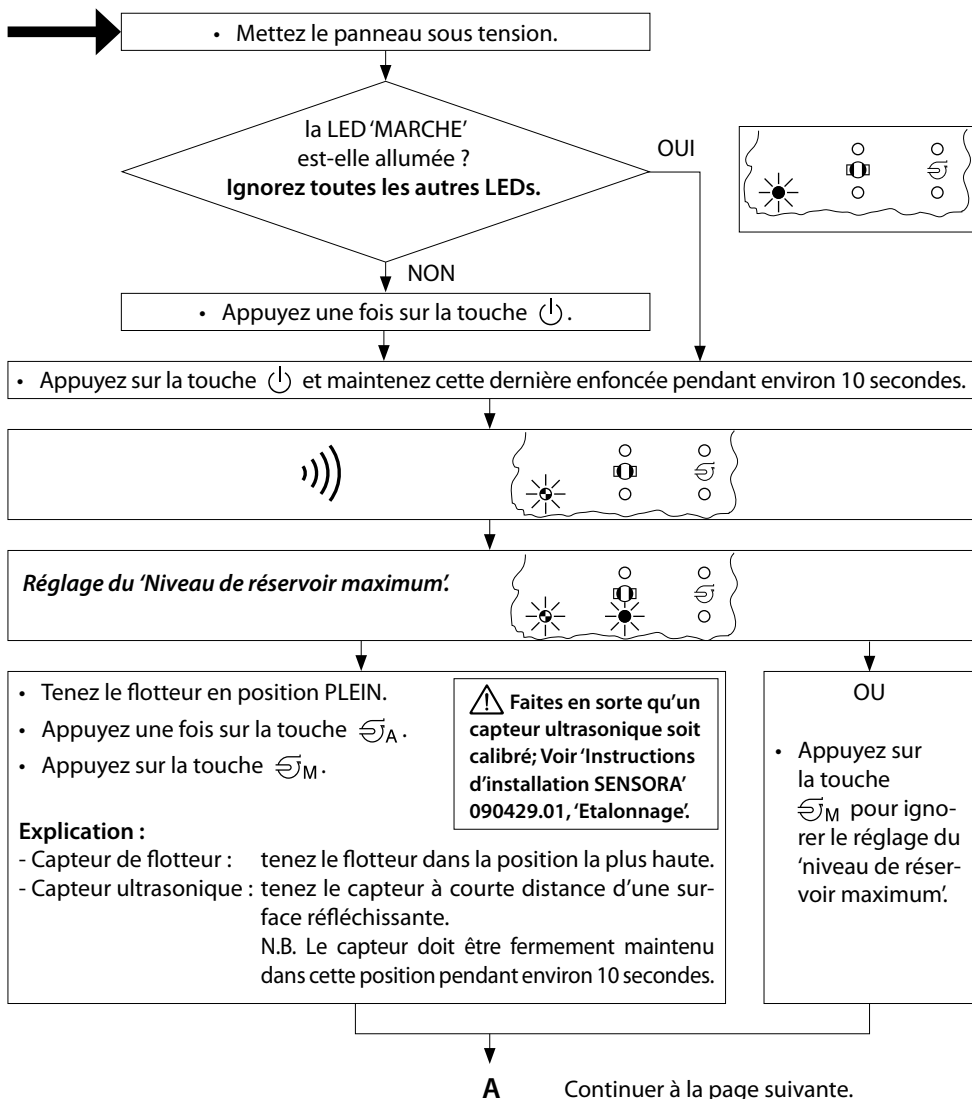 • Mettez le panneau sous tension.
la LED ‘MARCHE’
est-elle allumée ?
Ignorez toutes les autres LEDs.
OUI
NON
• Appuyez une fois sur la touche .
• Appuyez sur la touche et maintenez cette dernière enfoncée pendant environ 10 secondes.
Réglage du ‘Niveau de réservoir maximum’.
• Tenez le flotteur en position PLEIN.
• Appuyez une fois sur la touche A .
• Appuyez sur la touche M .
Faites en sorte qu’un
capteur ultrasonique soit
calibré; Voir ‘Instructions
d’installation SENSORA’
090429.01, ‘Etalonnage’.
Explication :
- Capteur de flotteur : tenez le flotteur dans la position la plus haute.
- Capteur ultrasonique : tenez le capteur à courte distance d’une sur-
face réfléchissante.
N.B. Le capteur doit être fermement maintenu
dans cette position pendant environ 10 secondes.
OU
• Appuyez sur
la touche
M pour igno-
rer le réglage du
‘niveau de réser-
voir maximum’.
A Continuer à la page suivante.